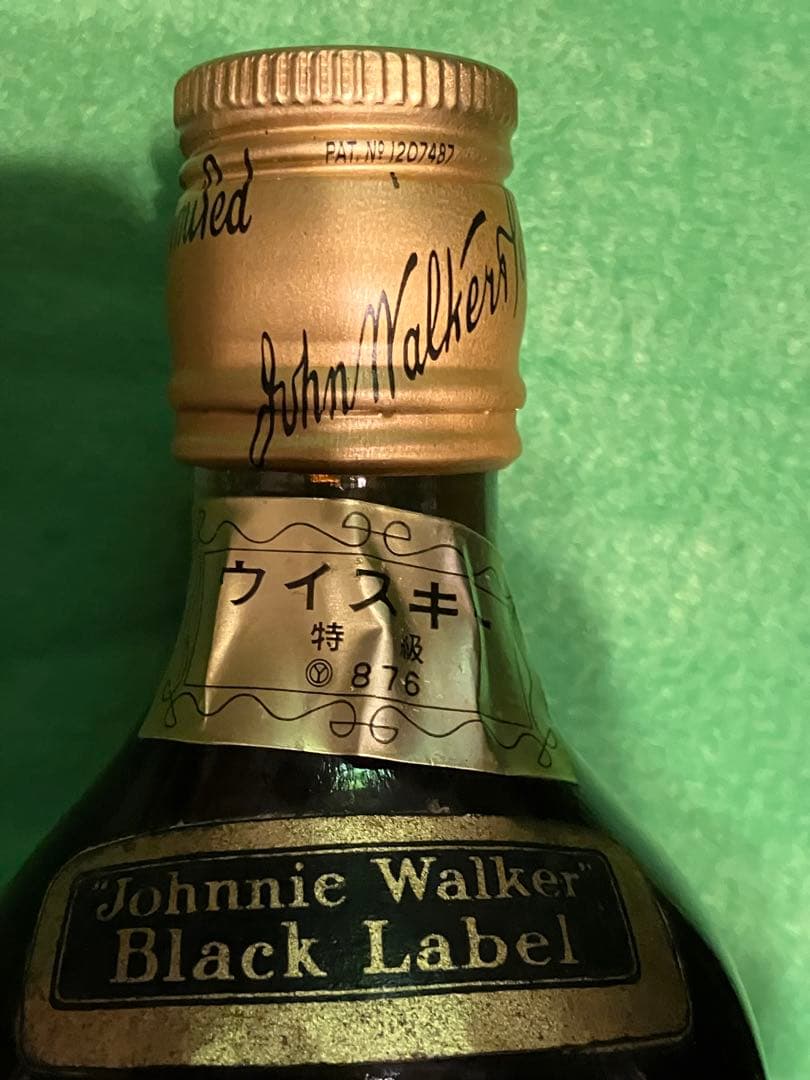 PAT. Nº 1207487
John Walker &
ウイスキー
特 級
Ⓨ 876
"Johnnie Walker"
Black Label